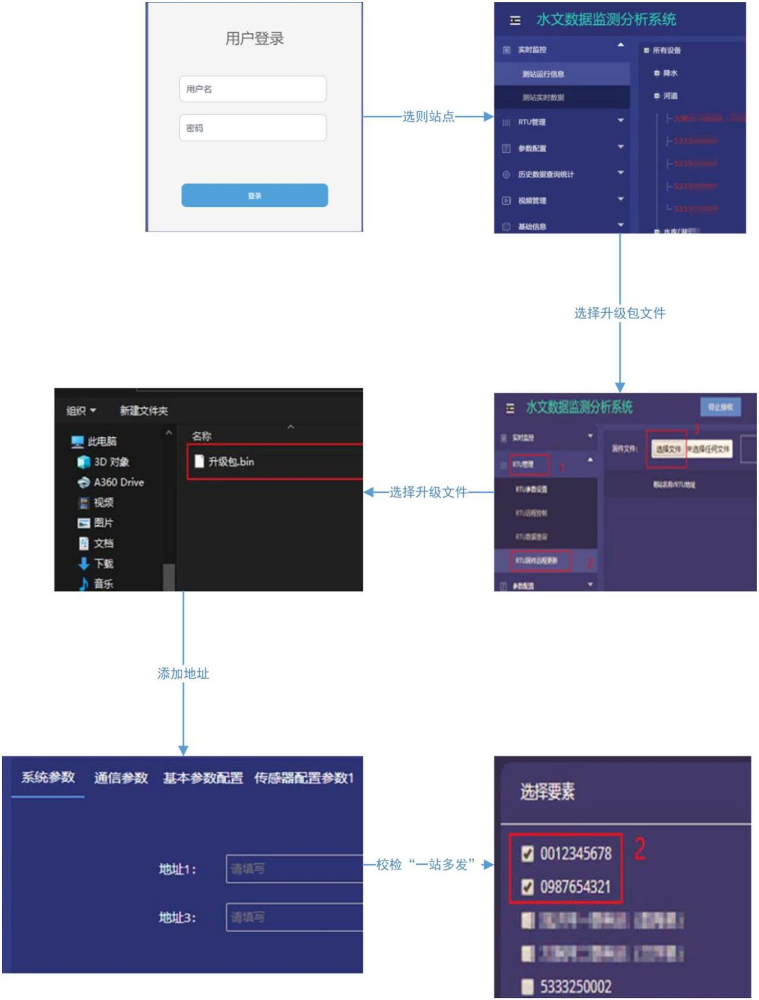 用户登录
用户名
密码
登录
选则站点
水文数据监测分析系统
实时监控
测站运行信息
测站实时数据
RTU管理
参数配置
历史数据查询统计
视频管理
基础信息
所有设备
降水
河道
5333
5333
5333
5333
选择升级包文件
水文数据监测分析系统
停止接收
实时监控
RTU管理
1
RTU参数设置
RTU远程控制
RTU数据查询
RTU固件远程更新
2
参数配置
3
固件文件:
选择文件
未选择任何文件
测站名称/RTU地址
选择升级文件
组织
新建文件夹
此电脑
3D 对象
A360 Drive
视频
图片
文档
下载
音乐
名称
升级包.bin
添加地址
系统参数
通信参数
基本参数配置
传感器配置参数1
地址1:
请填写
地址3:
请填写
校检“一站多发”
选择要素
0012345678
2
0987654321
5333250002